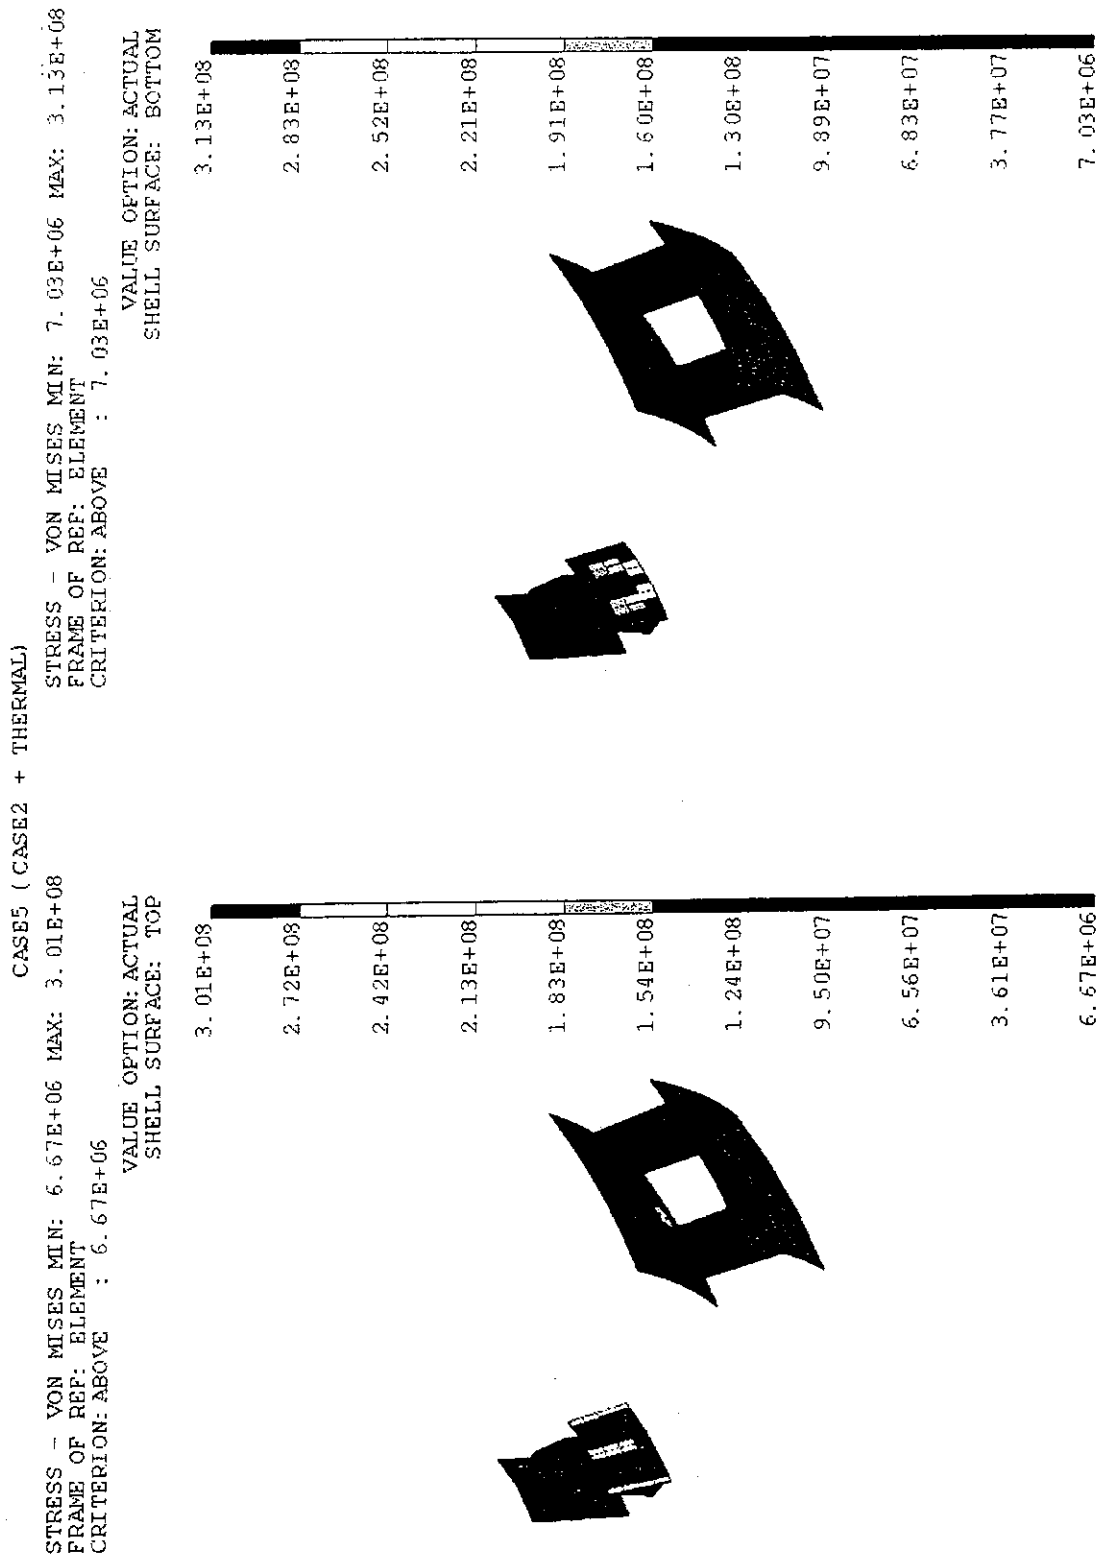 CASE5 (CASE2 + THERMAL)
STRESS - VON MISES MIN: 6.67E+06 MAX: 3.01E+08
FRAME OF REF: ELEMENT
CRITERION: ABOVE : 6.67E+06
VALUE OPTION: ACTUAL
SHELL SURFACE: TOP
3.01E+08
2.72E+08
2.42E+08
2.13E+08
1.83E+08
1.54E+08
1.24E+08
9.50E+07
6.56E+07
3.61E+07
6.67E+06
STRESS - VON MISES MIN: 7.03E+06 MAX: 3.13E+08
FRAME OF REF: ELEMENT
CRITERION: ABOVE : 7.03E+06
VALUE OPTION: ACTUAL
SHELL SURFACE: BOTTOM
3.13E+08
2.83E+08
2.52E+08
2.21E+08
1.91E+08
1.60E+08
1.30E+08
9.89E+07
6.83E+07
3.77E+07
7.03E+06